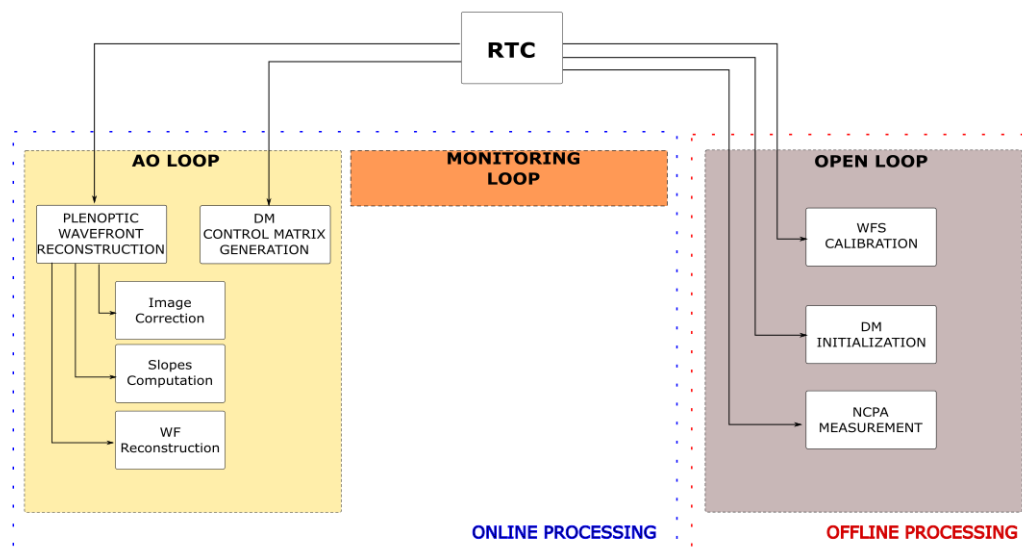 RTC
AO LOOP
MONITORING
LOOP
OPEN LOOP
PLENOPTIC
WAVEFRONT
RECONSTRUCTION
DM
CONTROL MATRIX
GENERATION
WFS
CALIBRATION
Image
Correction
DM
INITIALIZATION
Slopes
Computation
NCPA
MEASUREMENT
WF
Reconstruction
ONLINE PROCESSING
OFFLINE PROCESSING